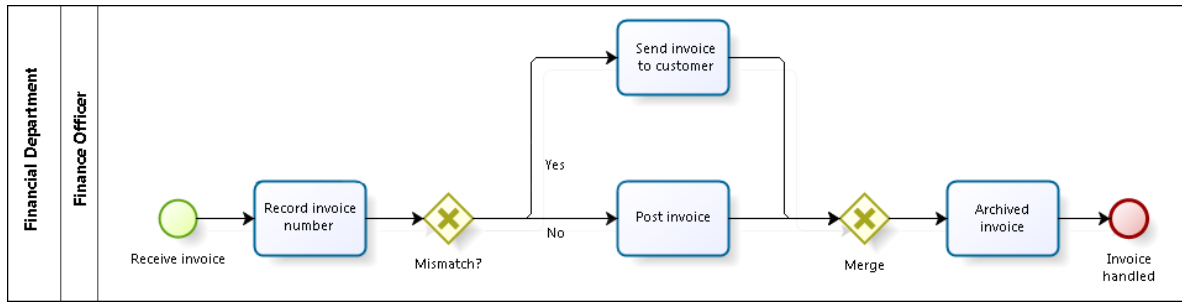 Financial Department
Finance Officer
Receive invoice
Record invoice
number
Mismatch?
Yes
No
Send invoice
to customer
Post invoice
Merge
Archived
invoice
Invoice
handled